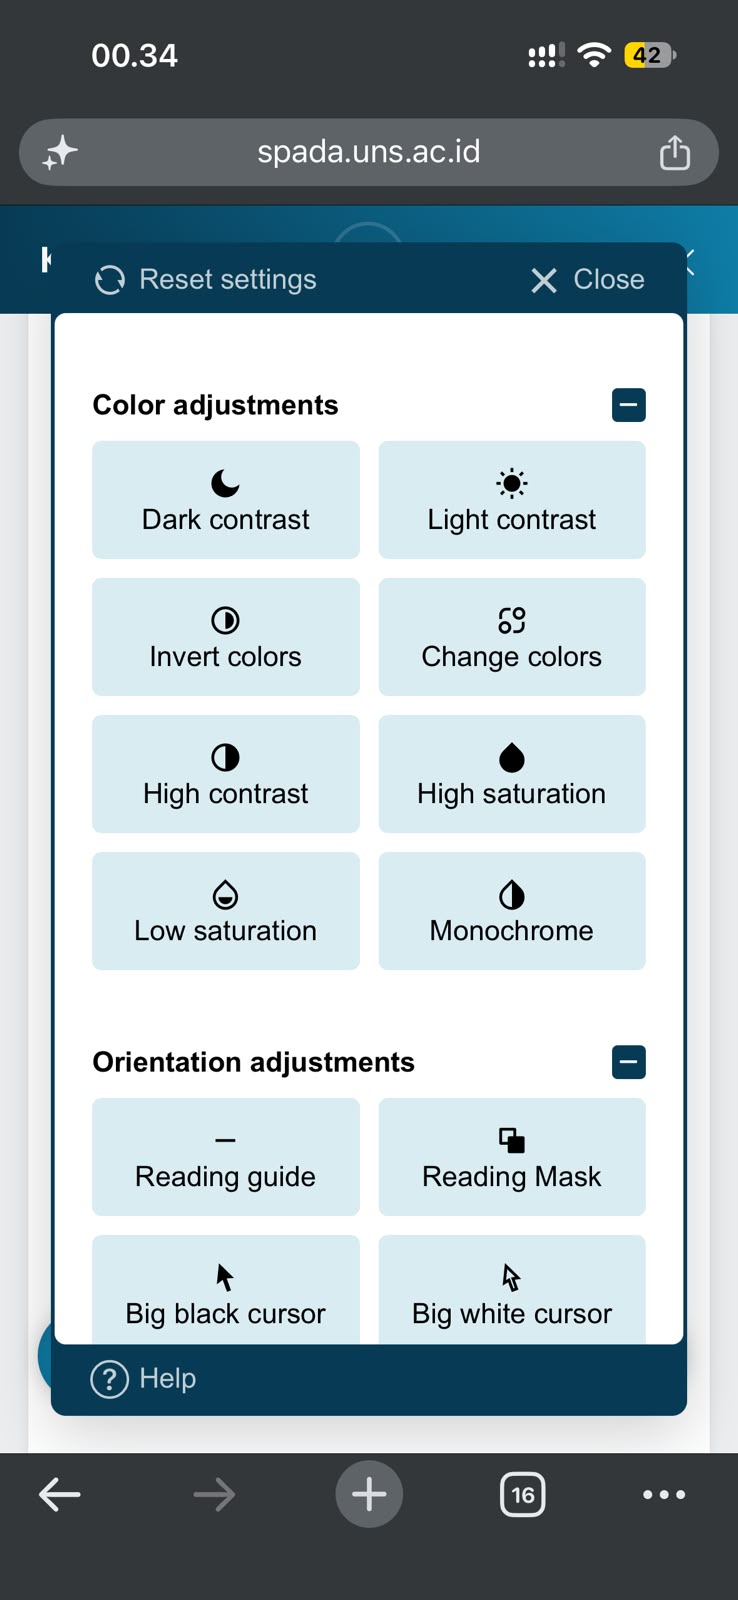 00.34
42
spada.uns.ac.id
Reset settings
Close
Color adjustments
Dark contrast
Light contrast
Invert colors
Change colors
High contrast
High saturation
Low saturation
Monochrome
Orientation adjustments
Reading guide
Reading Mask
Big black cursor
Big white cursor
? Help
16